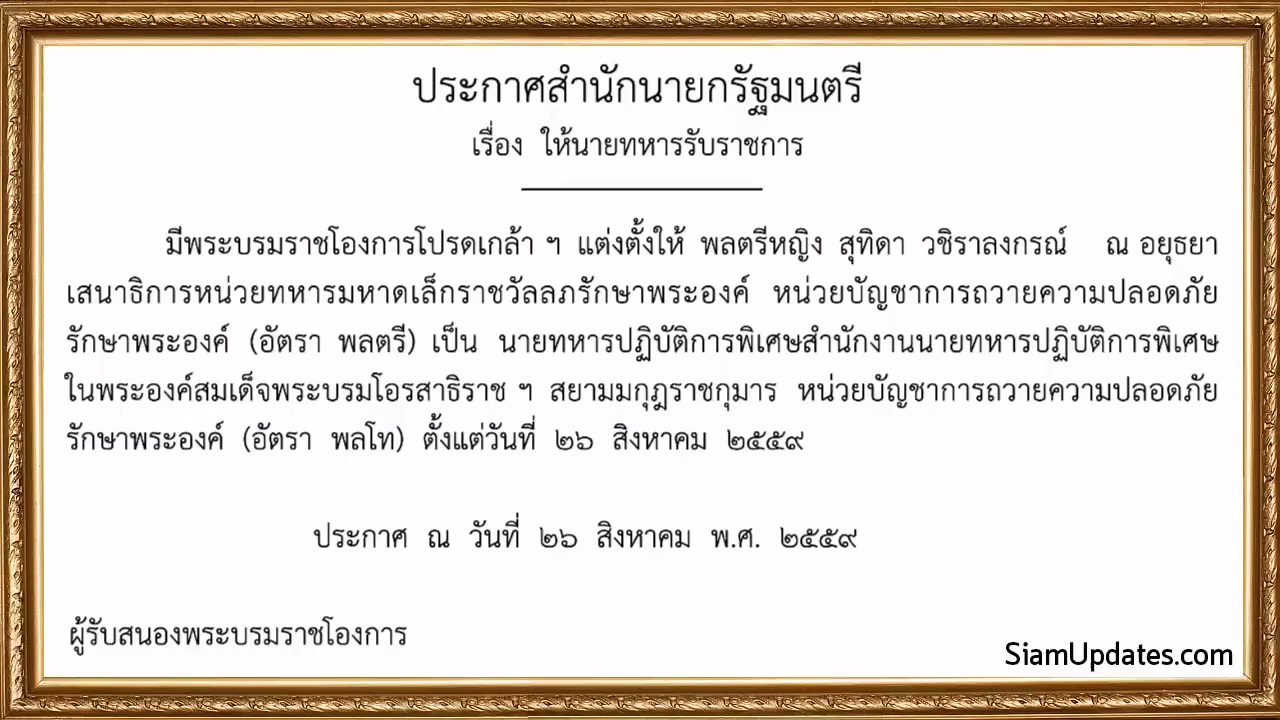 ประกาศสำนักนายกรัฐมนตรี
เรื่อง ให้นายทหารรับราชการ
มีพระบรมราชโองการโปรดเกล้า ฯ แต่งตั้งให้ พลตรีหญิง สุทิดา วชิราลงกรณ์ ณ อยุธยา
เสนาธิการหน่วยทหารมหาดเล็กราชวัลลภรักษาพระองค์ หน่วยบัญชาการถวายความปลอดภัย
รักษาพระองค์ (อัตรา พลตรี) เป็น นายทหารปฏิบัติการพิเศษสำนักงานนายทหารปฏิบัติการพิเศษ
ในพระองค์สมเด็จพระบรมโอรสาธิราช ฯ สยามมกุฎราชกุมาร หน่วยบัญชาการถวายความปลอดภัย
รักษาพระองค์ (อัตรา พลโท) ตั้งแต่วันที่ ๒๖ สิงหาคม ๒๕๕๙
ประกาศ ณ วันที่ ๒๖ สิงหาคม พ.ศ. ๒๕๕๙
ผู้รับสนองพระบรมราชโองการ
SiamUpdates.com